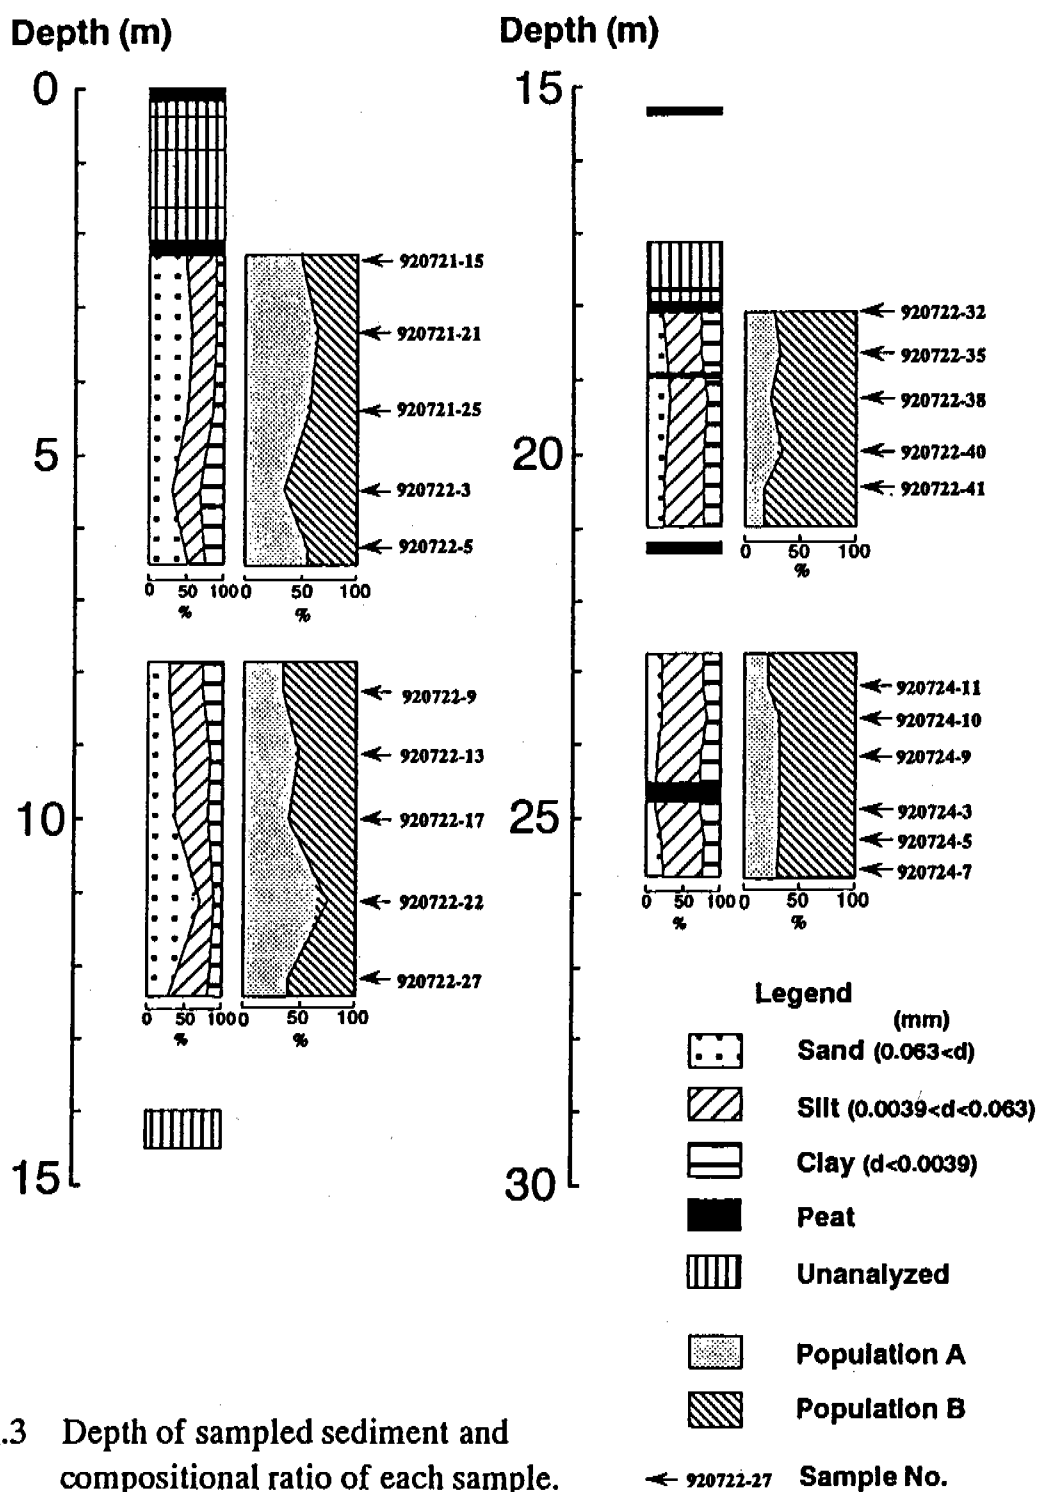 Depth (m)
0
5
10
15
920721-15
920721-21
920721-25
920722-3
920722-5
0 50 100 0 50 100
% %
920722-9
920722-13
920722-17
920722-22
920722-27
0 50 100 0 50 100
% %
Depth (m)
15
20
25
30
920722-32
920722-35
920722-38
920722-40
920722-41
0 50 100
%
920724-11
920724-10
920724-9
920724-3
920724-5
920724-7
0 50 100 0 50 100
% %
Legend
(mm)
Sand (0.063<d)
Silt (0.0039<d<0.063)
Clay (d<0.0039)
Peat
Unanalyzed
Population A
Population B
920722-27 Sample No.
.3 Depth of sampled sediment and
compositional ratio of each sample.